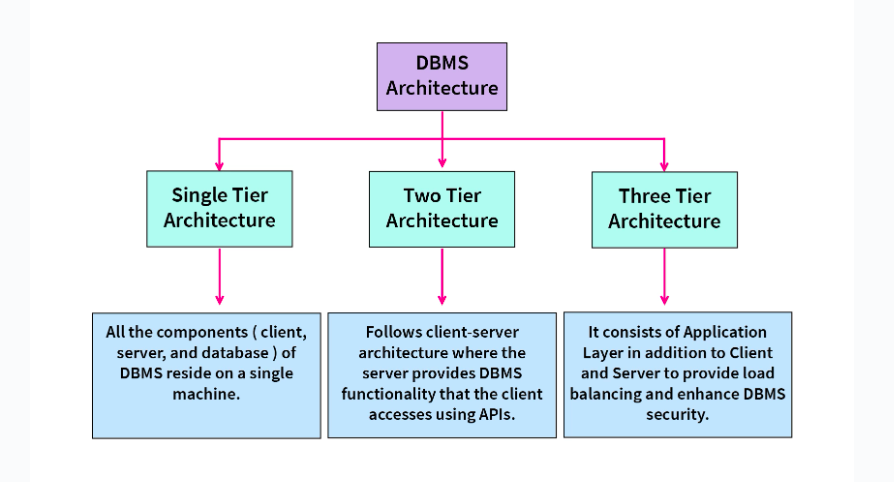 DBMS
Architecture
Single Tier
Architecture
Two Tier
Architecture
Three Tier
Architecture
All the components ( client,
server, and database ) of
DBMS reside on a single
machine.
Follows client-server
architecture where the
server provides DBMS
functionality that the client
accesses using APIs.
It consists of Application
Layer in addition to Client
and Server to provide load
balancing and enhance DBMS
security.